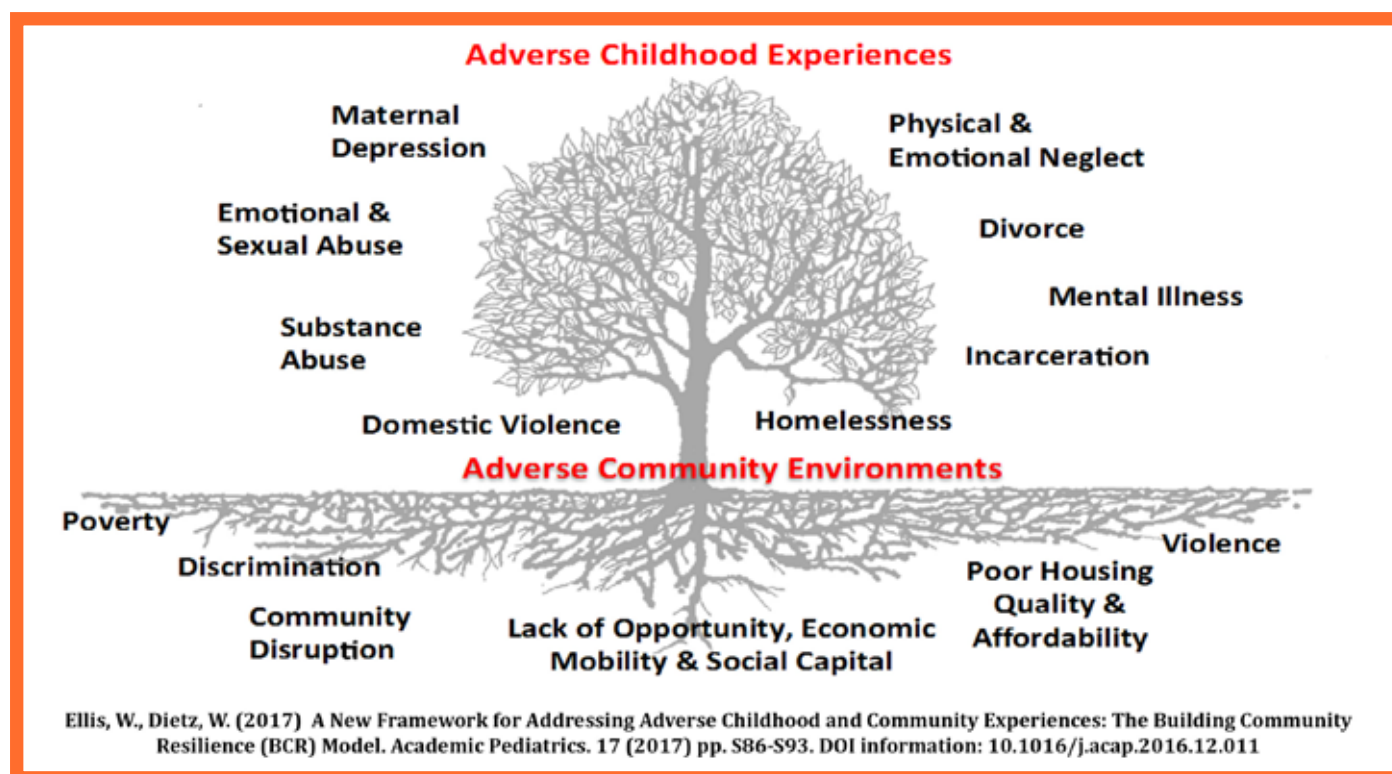 Adverse Childhood Experiences
Maternal
Depression
Physical &
Emotional Neglect
Emotional &
Sexual Abuse
Divorce
Mental Illness
Substance
Abuse
Incarceration
Domestic Violence
Homelessness
Adverse Community Environments
Poverty
Violence
Discrimination
Poor Housing
Quality &
Affordability
Community
Disruption
Lack of Opportunity, Economic
Mobility & Social Capital
Ellis, W., Dietz, W. (2017) A New Framework for Addressing Adverse Childhood and Community Experiences: The Building Community
Resilience (BCR) Model. Academic Pediatrics. 17 (2017) pp. S86-S93. DOI information: 10.1016/j.acap.2016.12.011